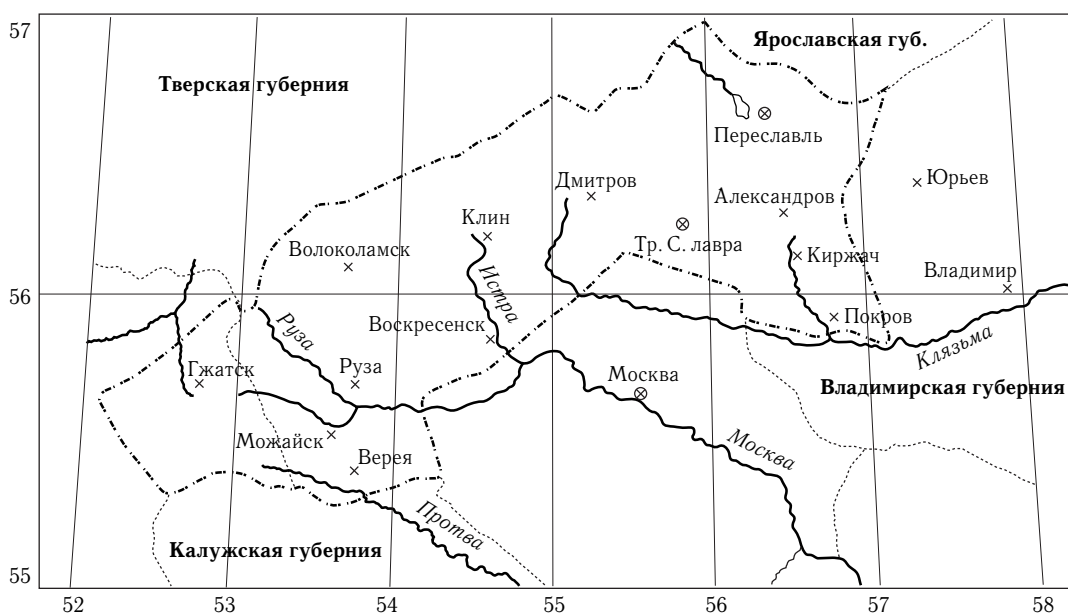 57
Ярославская губ.
Тверская губерния
Переславль
Дмитров
Александров
Юрьев
Клин
Волоколамск
Тр. С. лавра
Киржач
Владимир
56
Истра
Руза
Воскресенск
Покров
Клязьма
Гжатск
Руза
Москва
Владимирская губерния
Можайск
Верея
Москва
Протва
Калужская губерния
55
52 53 54 55 56 57 58